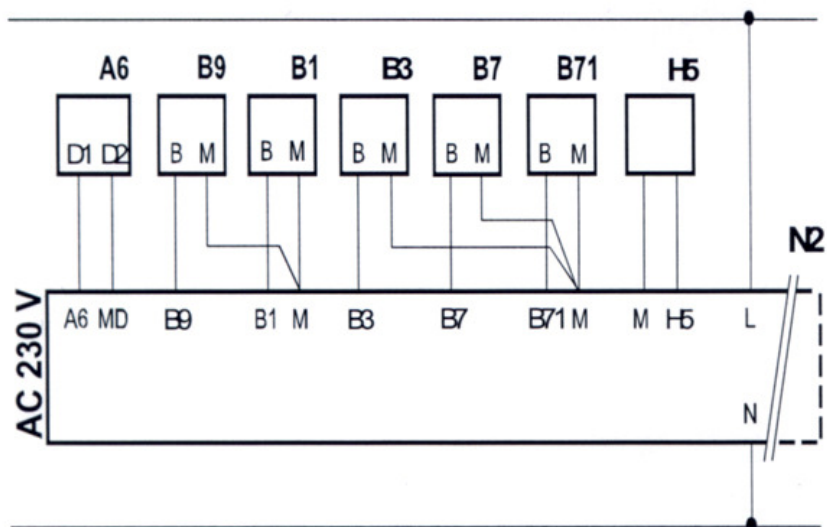 A6 B9 B1 B3 B7 B71 H5
D1 D2 B M B M B M B M B M
N2
A6 MD B9 B1 M B3 B7 B71 M M H5 L
AC 230 V
N